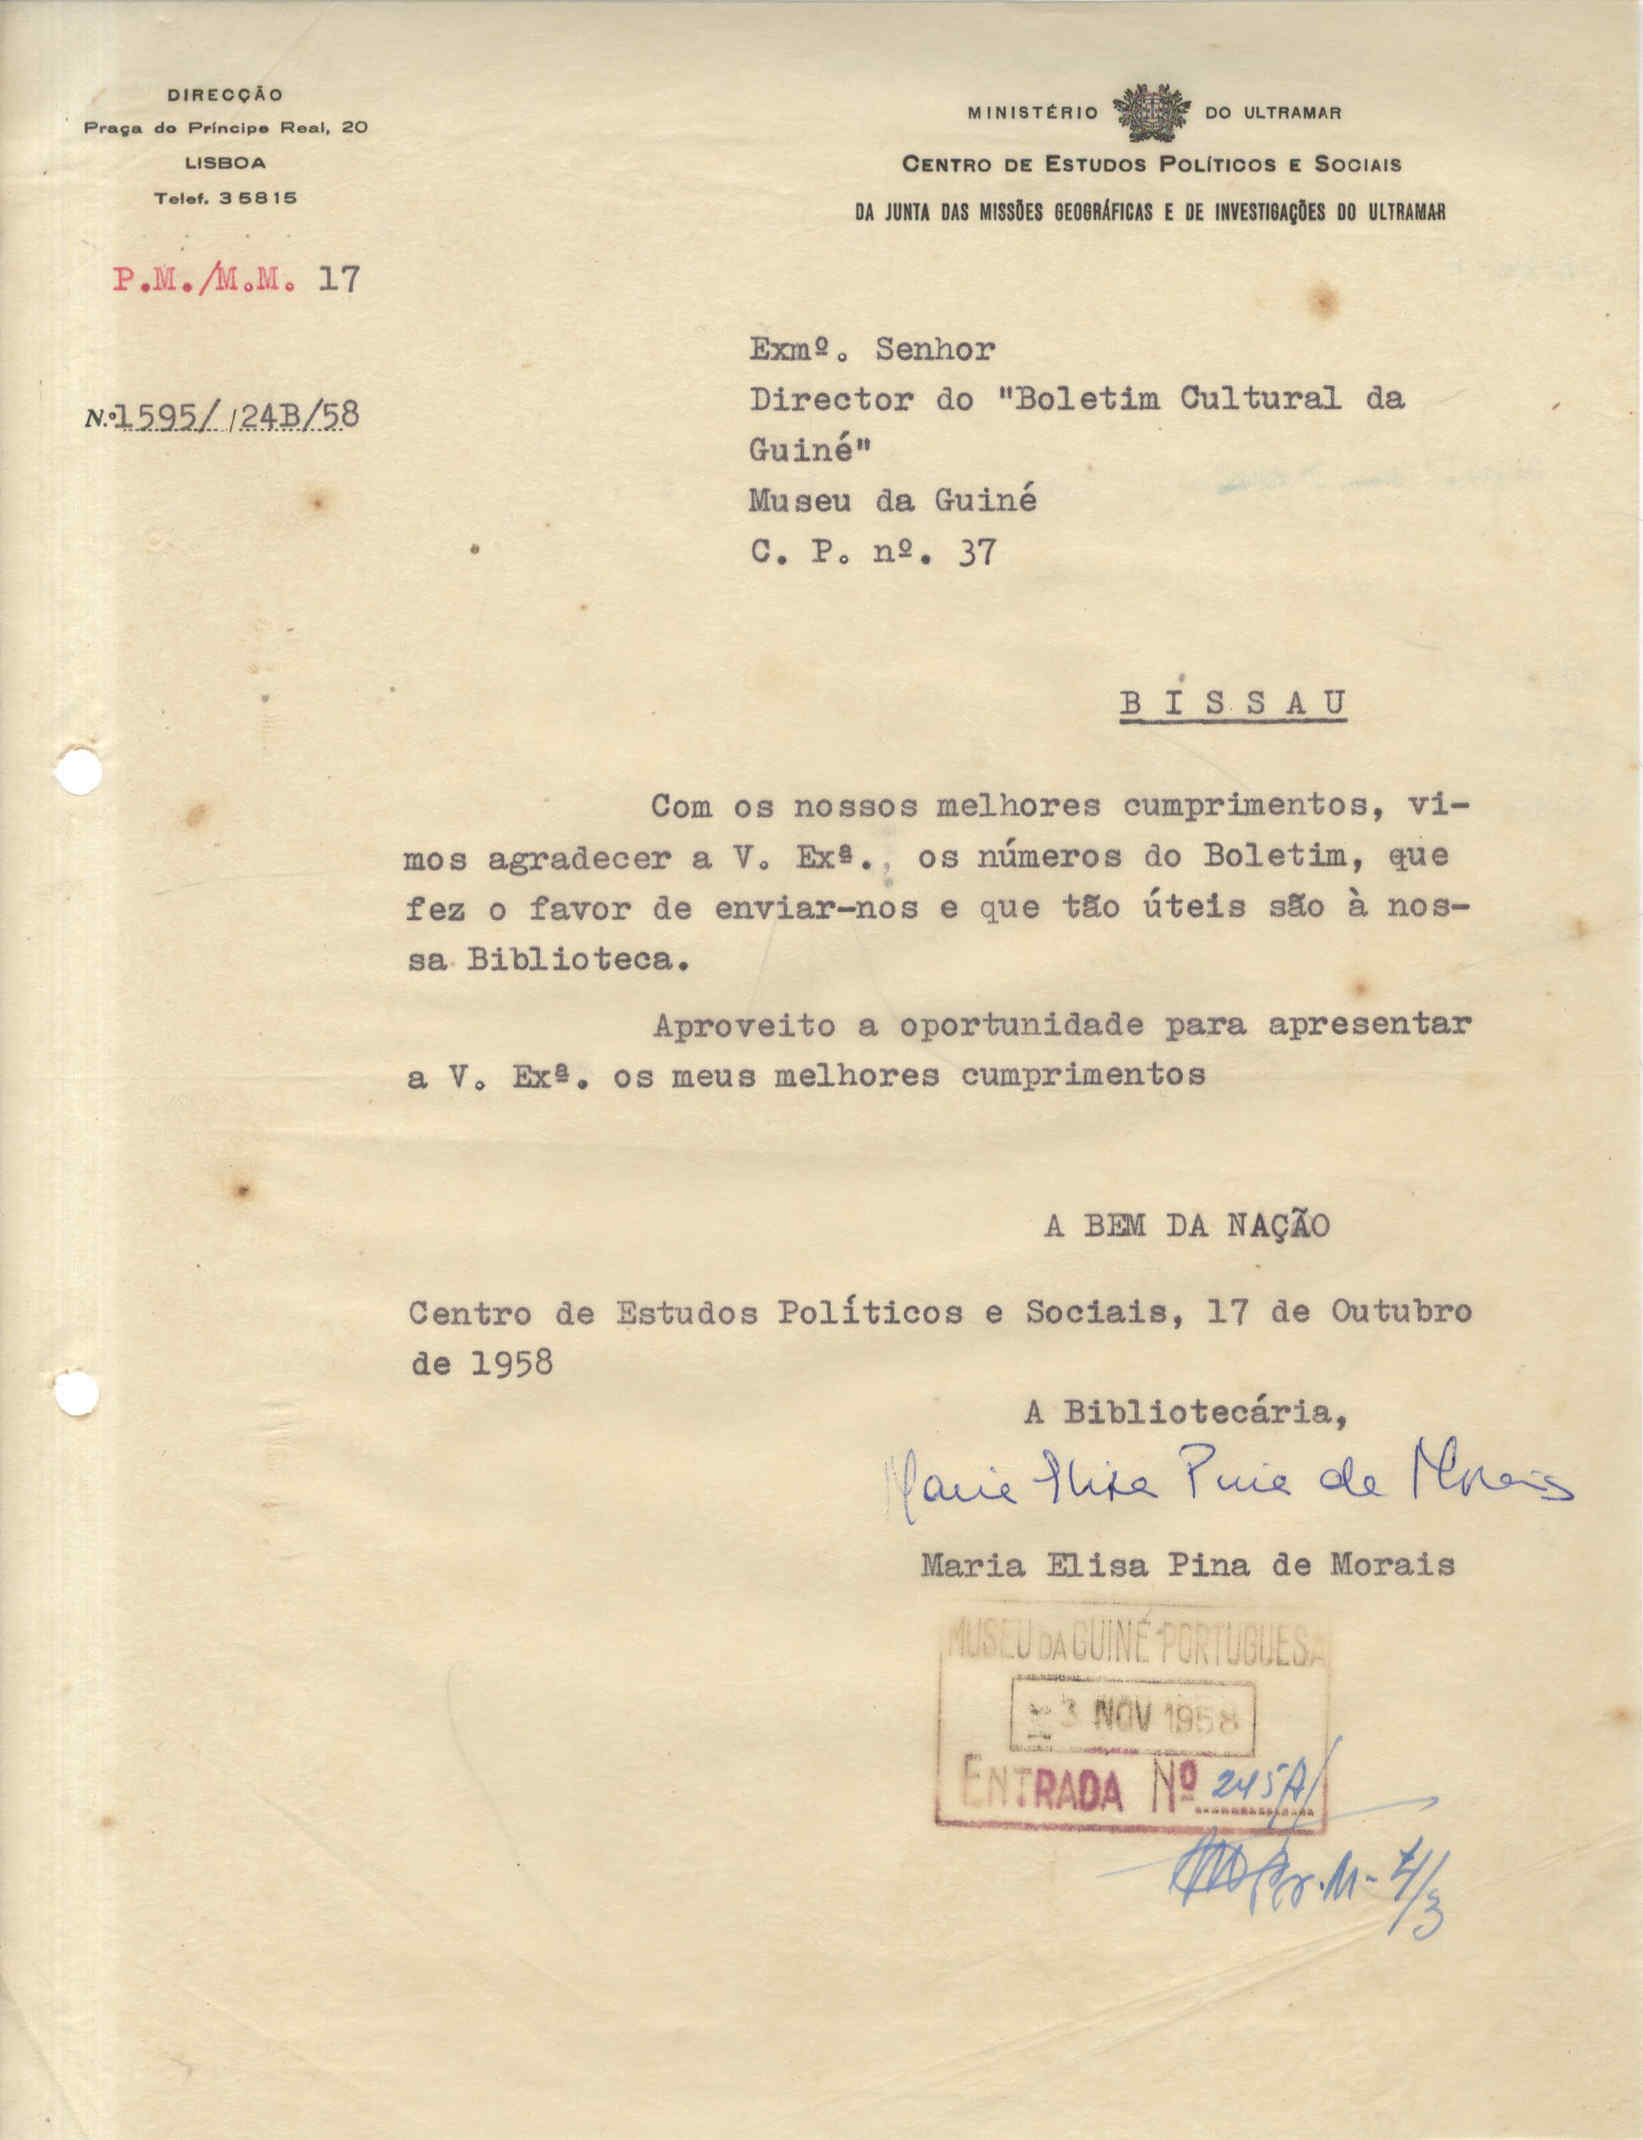 DIRECÇÃO
Praça do Príncipe Real, 20
LISBOA
Telef. 35815
MINISTÉRIO DO ULTRAMAR
CENTRO DE ESTUDOS POLÍTICOS E SOCIAIS
DA JUNTA DAS MISSÕES GEOGRÁFICAS E DE INVESTIGAÇÕES DO ULTRAMAR
P.M./M.M. 17
N.º 1595/ /24B/58
Exmº. Senhor
Director do "Boletim Cultural da
Guiné"
Museu da Guiné
C. P. nº. 37
B I S S A U
Com os nossos melhores cumprimentos, vi-
mos agradecer a V. Exª., os números do Boletim, que
fez o favor de enviar-nos e que tão úteis são à nos-
sa Biblioteca.
Aproveito a oportunidade para apresentar
a V. Exª. os meus melhores cumprimentos
A BEM DA NAÇÃO
Centro de Estudos Políticos e Sociais, 17 de Outubro
de 1958
A Bibliotecária,
Maria Elisa Pina de Morais
Maria Elisa Pina de Morais
MUSEU DA GUINÉ PORTUGUESA
3 NOV 1958
ENTRADA Nº 245A/